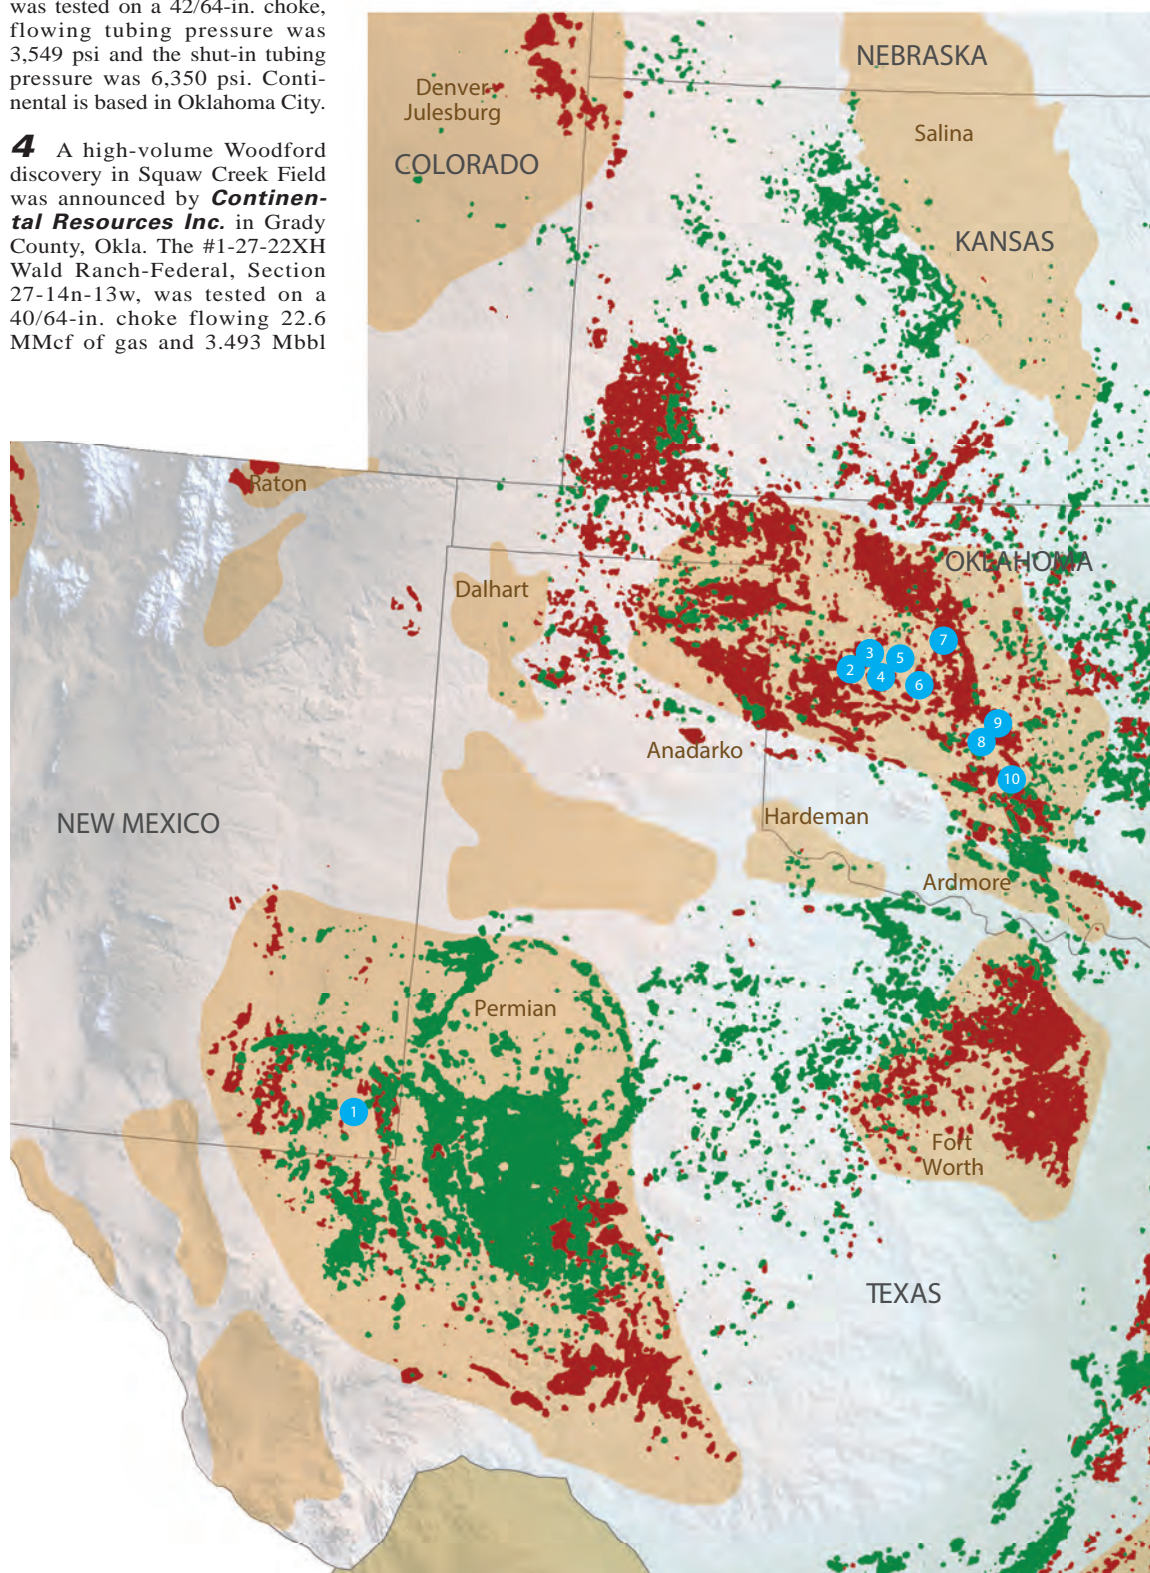 was tested on a 42/64-in. choke,
flowing tubing pressure was
3,549 psi and the shut-in tubing
pressure was 6,350 psi. Conti-
nental is based in Oklahoma City.
4 A high-volume Woodford
discovery in Squaw Creek Field
was announced by Continen-
tal Resources Inc. in Grady
County, Okla. The #1-27-22XH
Wald Ranch-Federal, Section
27-14n-13w, was tested on a
40/64-in. choke flowing 22.6
MMcf of gas and 3.493 Mbbl
NEBRASKA
Denver-
Julesburg
Salina
COLORADO
KANSAS
Raton
OKLAHOMA
Dalhart
7
3
5
2
4
6
9
8
Anadarko
10
NEW MEXICO
Hardeman
Ardmore
Permian
1
Fort
Worth
TEXAS